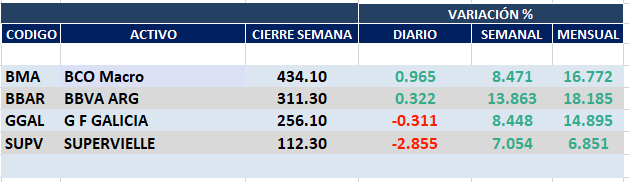 VARIACIÓN %
CODIGO ACTIVO CIERRE SEMANA DIARIO SEMANAL MENSUAL
BMA BCO Macro 434.10 0.965 8.471 16.772
BBAR BBVA ARG 311.30 0.322 13.863 18.185
GGAL G F GALICIA 256.10 -0.311 8.448 14.895
SUPV SUPERVIELLE 112.30 -2.855 7.054 6.851